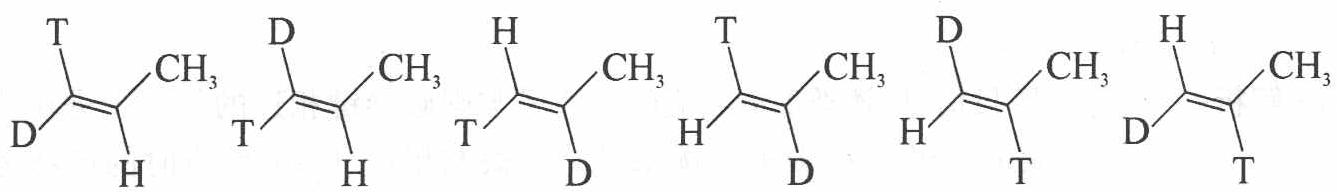 T CH₃ D H
D CH₃ T H
H CH₃ T D
T CH₃ H D
D CH₃ H T
H CH₃ D T